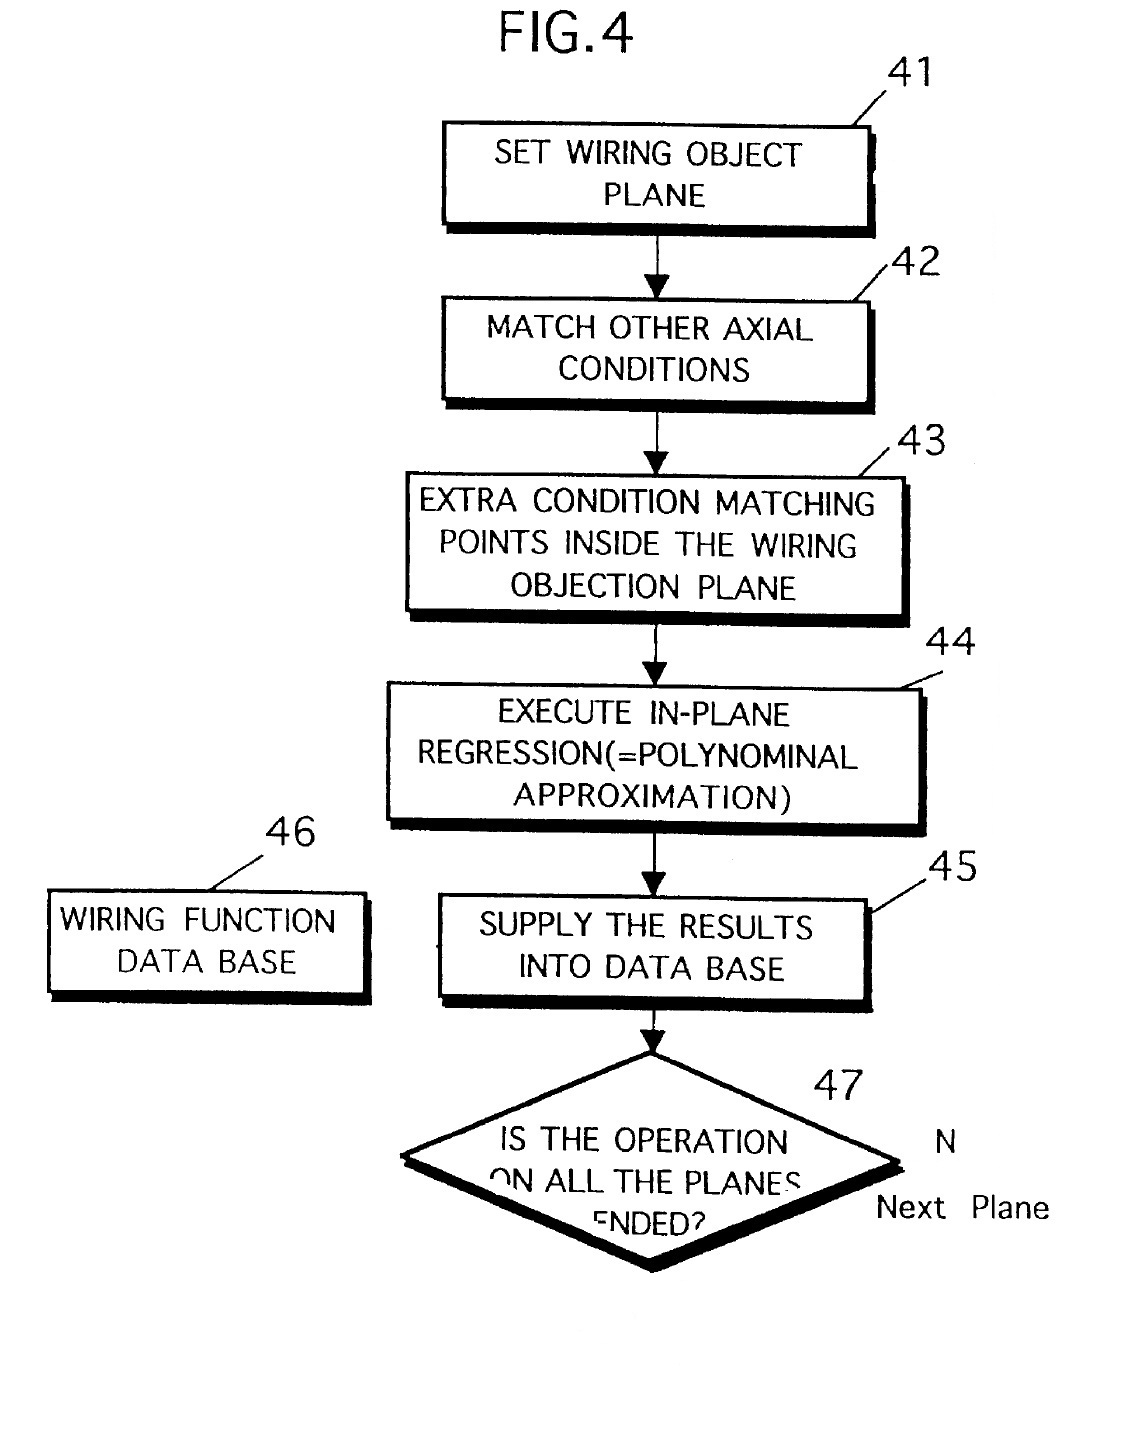 FIG.4
41
SET WIRING OBJECT
PLANE
42
MATCH OTHER AXIAL
CONDITIONS
43
EXTRA CONDITION MATCHING
POINTS INSIDE THE WIRING
OBJECTION PLANE
44
EXECUTE IN-PLANE
REGRESSION(=POLYNOMINAL
APPROXIMATION)
46
WIRING FUNCTION
DATA BASE
45
SUPPLY THE RESULTS
INTO DATA BASE
47
IS THE OPERATION
ON ALL THE PLANES
ENDED?
N
Next Plane